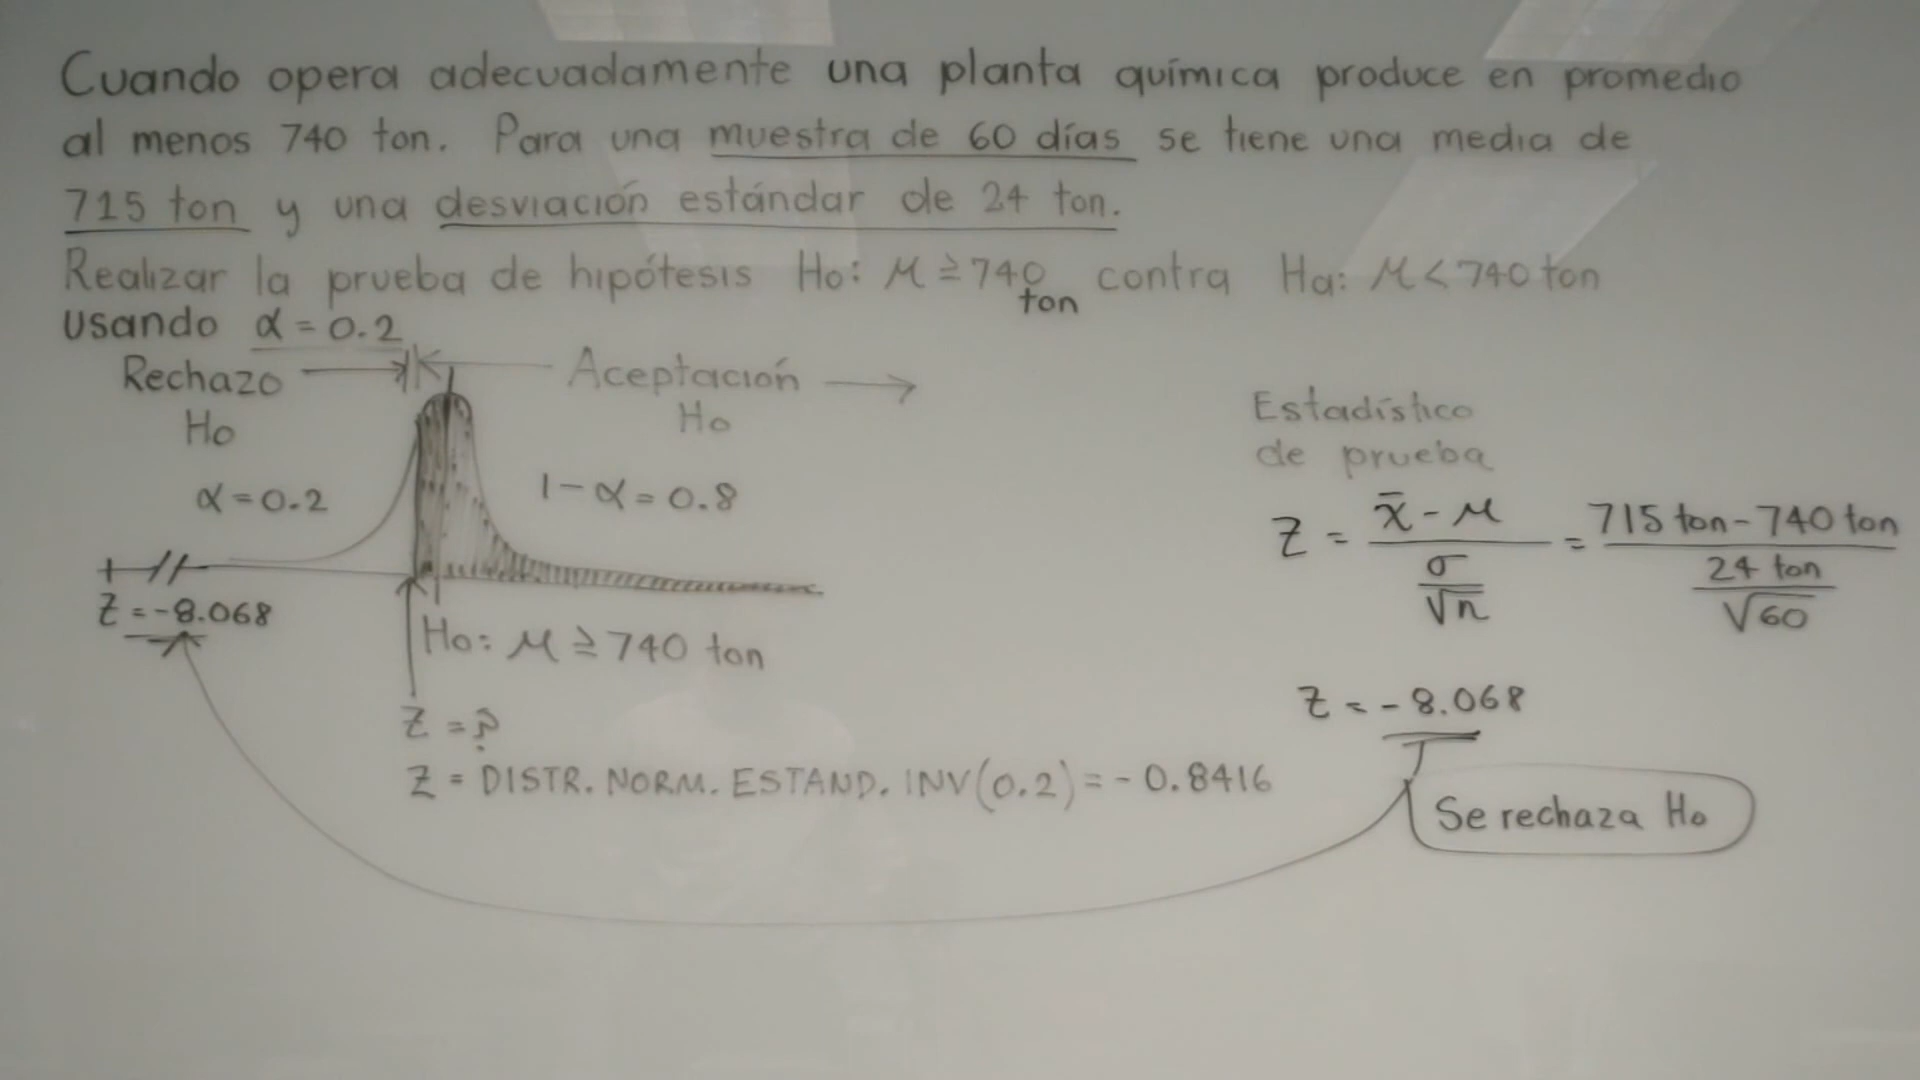 Cuando opera adecuadamente una planta química produce en promedio
al menos 740 ton. Para una muestra de 60 días se tiene una media de
715 ton y una desviación estándar de 24 ton.
Realizar la prueba de hipótesis Ho: μ ≥ 740 ton contra Ha: μ < 740 ton
usando α = 0.2
Rechazo Ho
Aceptación Ho
α = 0.2
1 - α = 0.8
Z = -8.068
Ho: μ ≥ 740 ton
Z = ?
Z = DISTR. NORM. ESTAND. INV(0.2) = - 0.8416
Estadístico
de prueba
Z = (x̄ - μ) / (σ / √n) = (715 ton - 740 ton) / (24 ton / √60)
Z = - 8.068
Se rechaza Ho